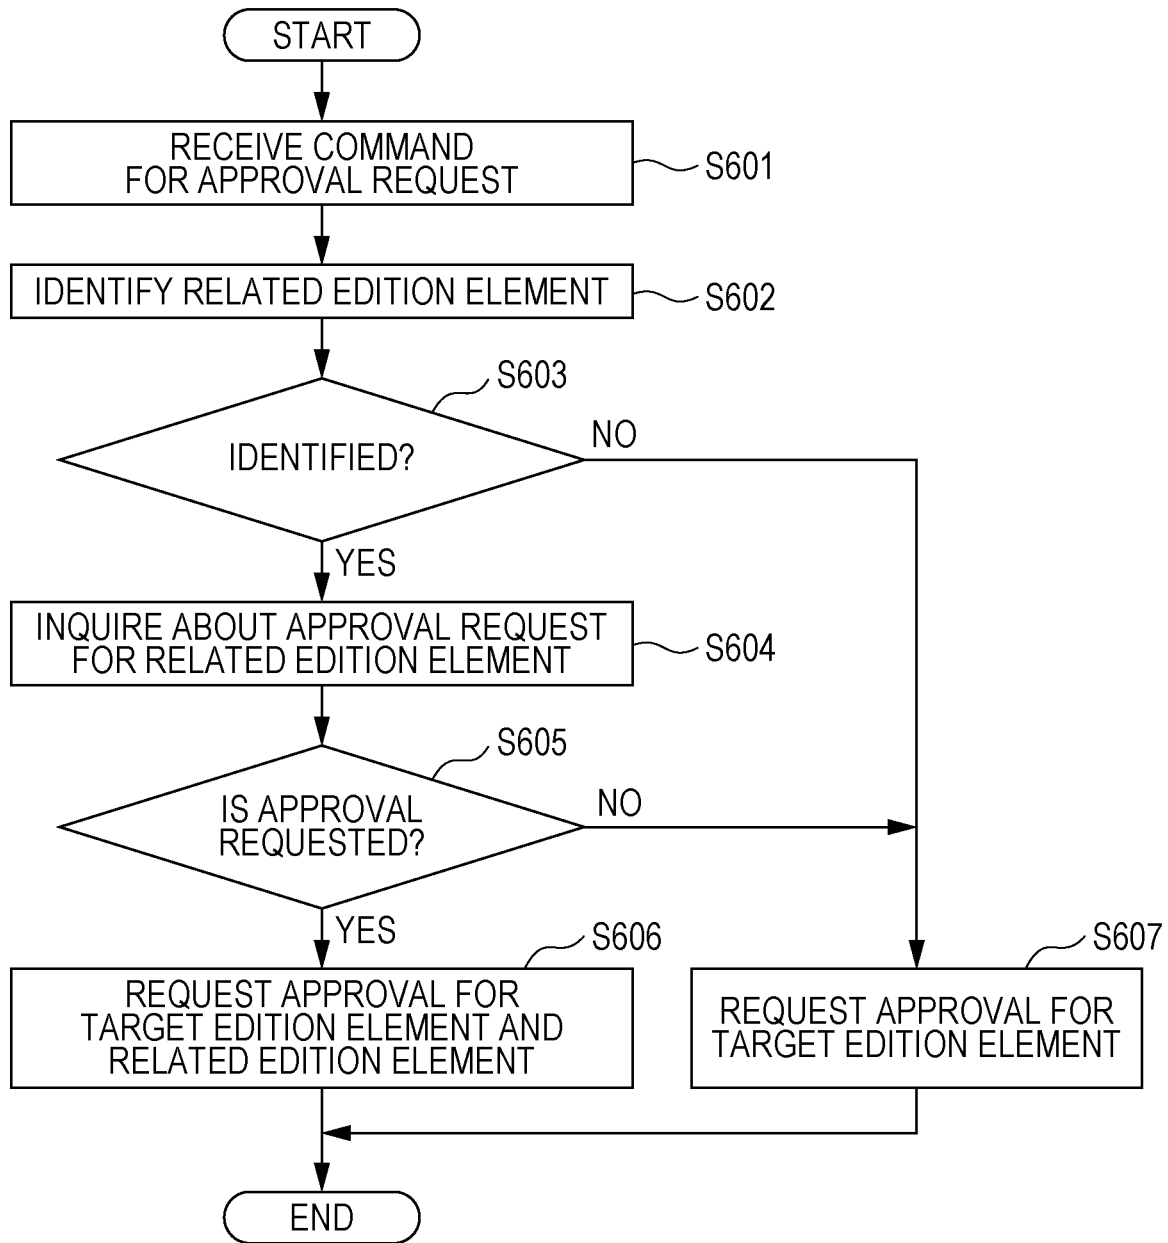 START
RECEIVE COMMAND
FOR APPROVAL REQUEST
S601
IDENTIFY RELATED EDITION ELEMENT
S602
S603
IDENTIFIED?
NO
YES
INQUIRE ABOUT APPROVAL REQUEST
FOR RELATED EDITION ELEMENT
S604
S605
IS APPROVAL
REQUESTED?
NO
YES
S606
REQUEST APPROVAL FOR
TARGET EDITION ELEMENT AND
RELATED EDITION ELEMENT
S607
REQUEST APPROVAL FOR
TARGET EDITION ELEMENT
END